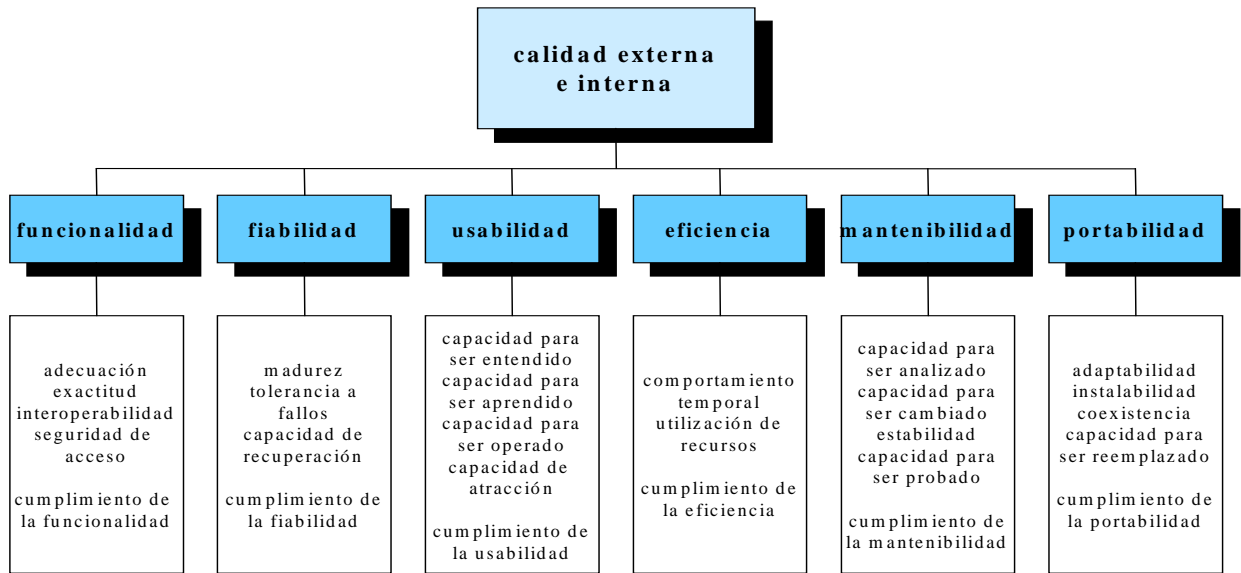 calidad externa
e interna
funcionalidad
fiabilidad
usabilidad
eficiencia
mantenibilidad
portabilidad
adecuación
exactitud
interoperabilidad
seguridad de
acceso
cumplimiento de
la funcionalidad
madurez
tolerancia a
fallos
capacidad de
recuperación
cumplimiento de
la fiabilidad
capacidad para
ser entendido
capacidad para
ser aprendido
capacidad para
ser operado
capacidad de
atracción
cumplimiento de
la usabilidad
comportamiento
temporal
utilización de
recursos
cumplimiento de
la eficiencia
capacidad para
ser analizado
capacidad para
ser cambiado
estabilidad
capacidad para
ser probado
cumplimiento de
la mantenibilidad
adaptabilidad
instalabilidad
coexistencia
capacidad para
ser reemplazado
cumplimiento de
la portabilidad